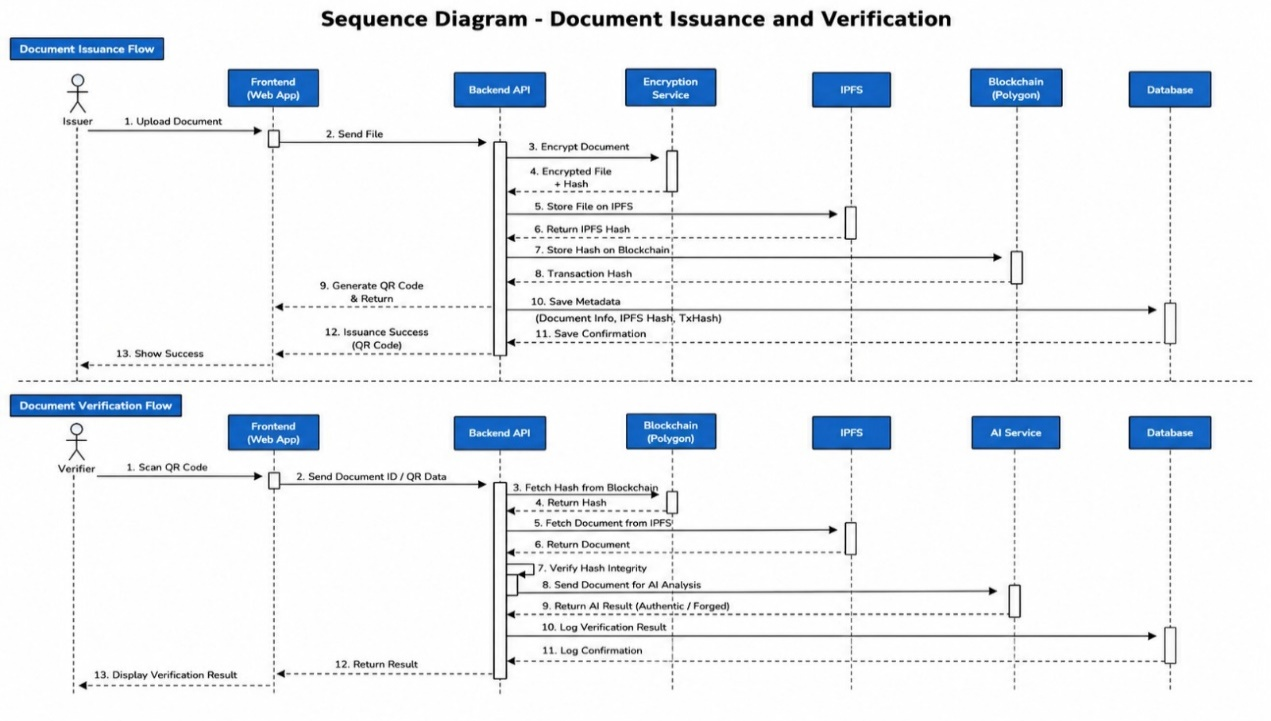 Sequence Diagram - Document Issuance and Verification
Document Issuance Flow
Issuer
Frontend
(Web App)
Backend API
Encryption
Service
IPFS
Blockchain
(Polygon)
Database
1. Upload Document
2. Send File
3. Encrypt Document
4. Encrypted File
+ Hash
5. Store File on IPFS
6. Return IPFS Hash
7. Store Hash on Blockchain
8. Transaction Hash
9. Generate QR Code
& Return
10. Save Metadata
(Document Info, IPFS Hash, TxHash)
11. Save Confirmation
12. Issuance Success
(QR Code)
13. Show Success
Document Verification Flow
Verifier
Frontend
(Web App)
Backend API
Blockchain
(Polygon)
IPFS
AI Service
Database
1. Scan QR Code
2. Send Document ID / QR Data
3. Fetch Hash from Blockchain
4. Return Hash
5. Fetch Document from IPFS
6. Return Document
7. Verify Hash Integrity
8. Send Document for AI Analysis
9. Return AI Result (Authentic / Forged)
10. Log Verification Result
11. Log Confirmation
12. Return Result
13. Display Verification Result